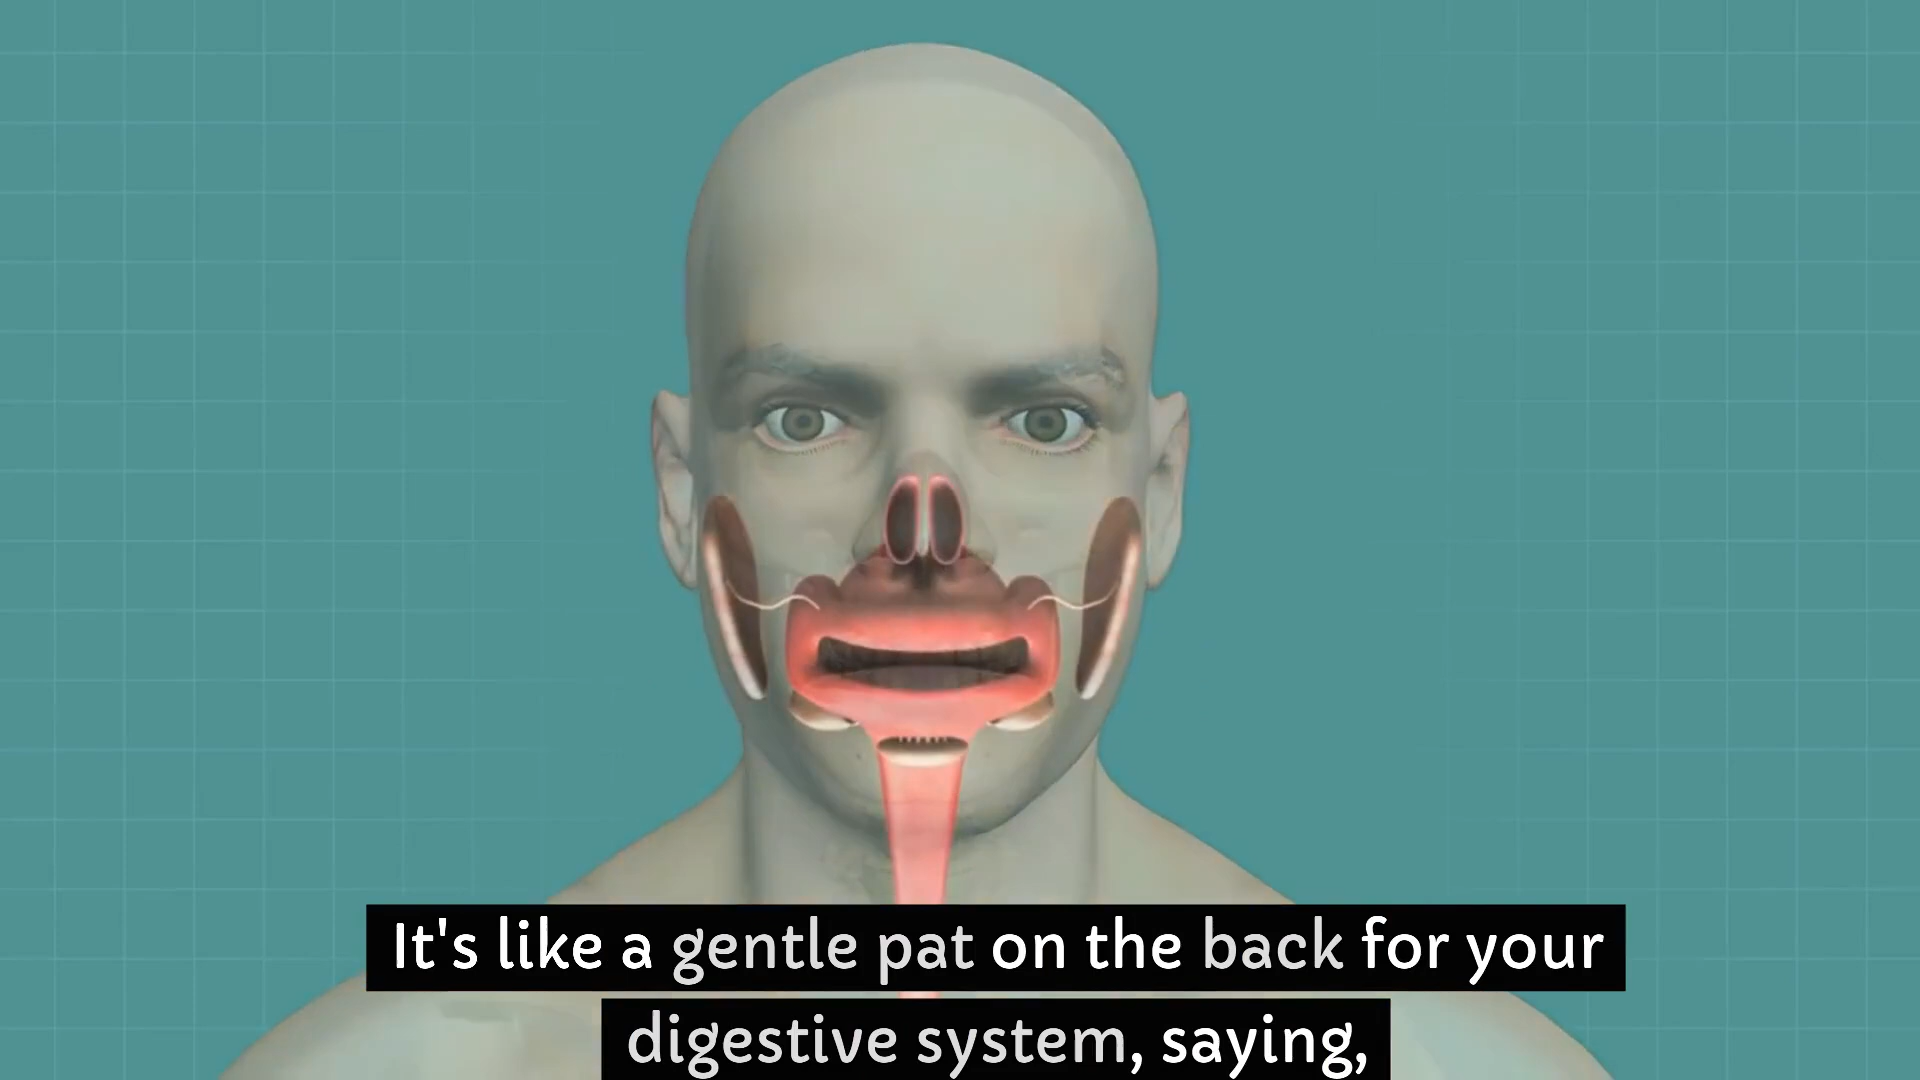 It's like a gentle pat on the back for your
digestive system, saying,